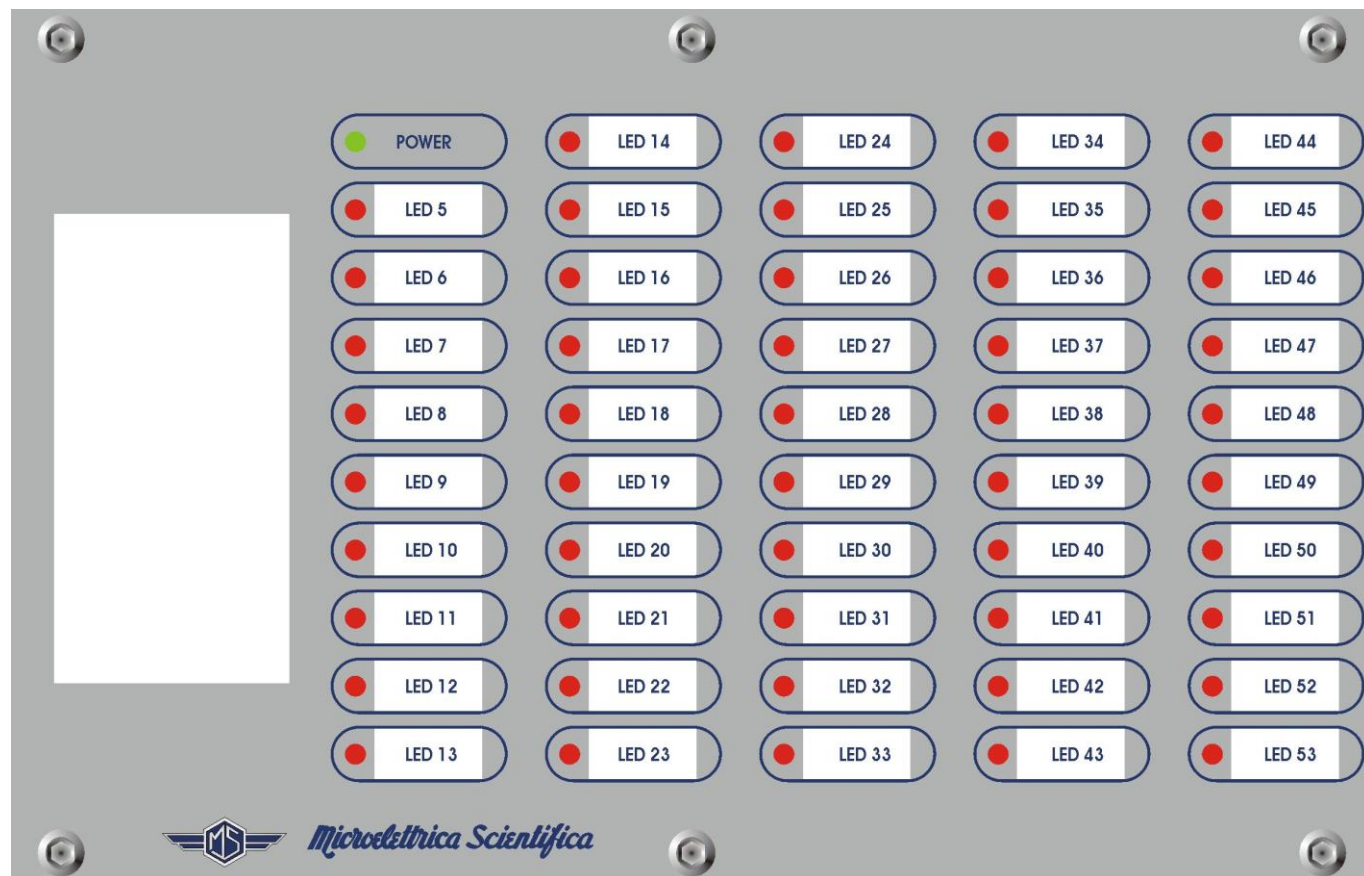 POWER LED 14 LED 24 LED 34 LED 44
LED 5 LED 15 LED 25 LED 35 LED 45
LED 6 LED 16 LED 26 LED 36 LED 46
LED 7 LED 17 LED 27 LED 37 LED 47
LED 8 LED 18 LED 28 LED 38 LED 48
LED 9 LED 19 LED 29 LED 39 LED 49
LED 10 LED 20 LED 30 LED 40 LED 50
LED 11 LED 21 LED 31 LED 41 LED 51
LED 12 LED 22 LED 32 LED 42 LED 52
LED 13 LED 23 LED 33 LED 43 LED 53
MS Microelettrica Scientifica